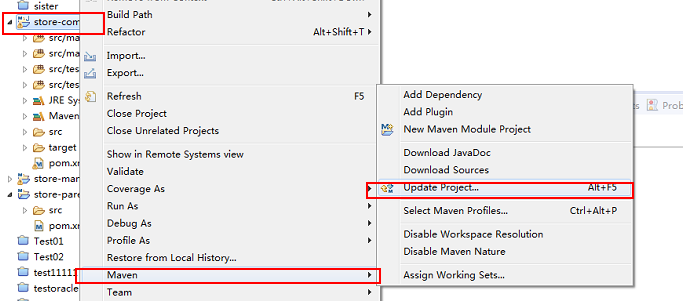 sister
store-com
src/ma
src/ma
src/tes
src/tes
JRE Sy
Maven
src
target
pom.xm
store-mar
store-pare
src
pom.xm
Test01
Test02
test11111
testoracle
Build Path
Refactor Alt+Shift+T
Import...
Export...
Refresh F5
Close Project
Close Unrelated Projects
Show in Remote Systems view
Validate
Coverage As
Run As
Debug As
Profile As
Restore from Local History...
Maven
Team
Add Dependency
Add Plugin
New Maven Module Project
Download JavaDoc
Download Sources
Update Project... Alt+F5
Select Maven Profiles... Ctrl+Alt+P
Disable Workspace Resolution
Disable Maven Nature
Assign Working Sets...
Prob